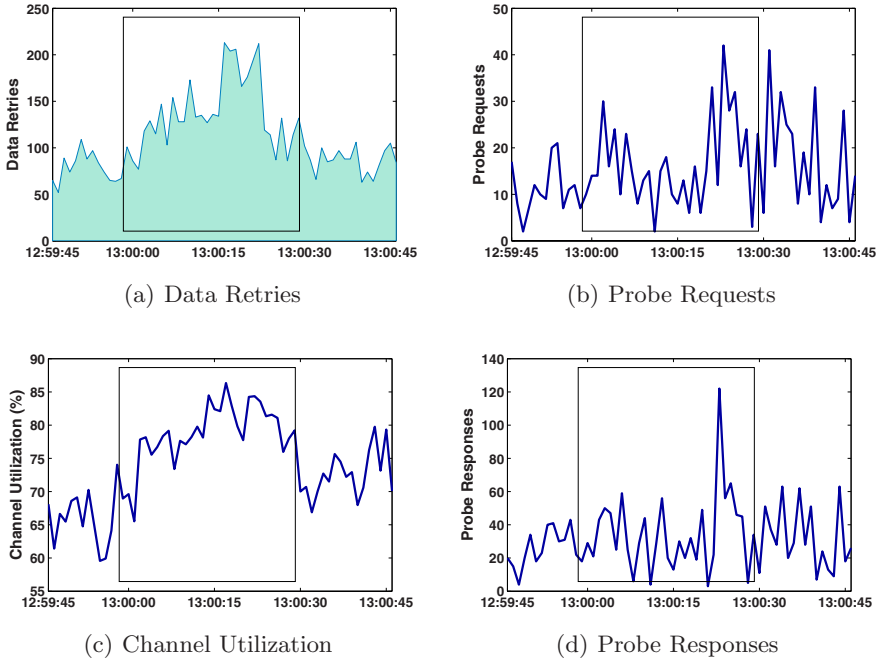 250
200
150
100
50
0
Data Retries
12:59:45 13:00:00 13:00:15 13:00:30 13:00:45
(a) Data Retries
50
40
30
20
10
0
Probe Requests
12:59:45 13:00:00 13:00:15 13:00:30 13:00:45
(b) Probe Requests
90
85
80
75
70
65
60
55
Channel Utilization (%)
12:59:45 13:00:00 13:00:15 13:00:30 13:00:45
(c) Channel Utilization
140
120
100
80
60
40
20
0
Probe Responses
12:59:45 13:00:00 13:00:15 13:00:30 13:00:45
(d) Probe Responses